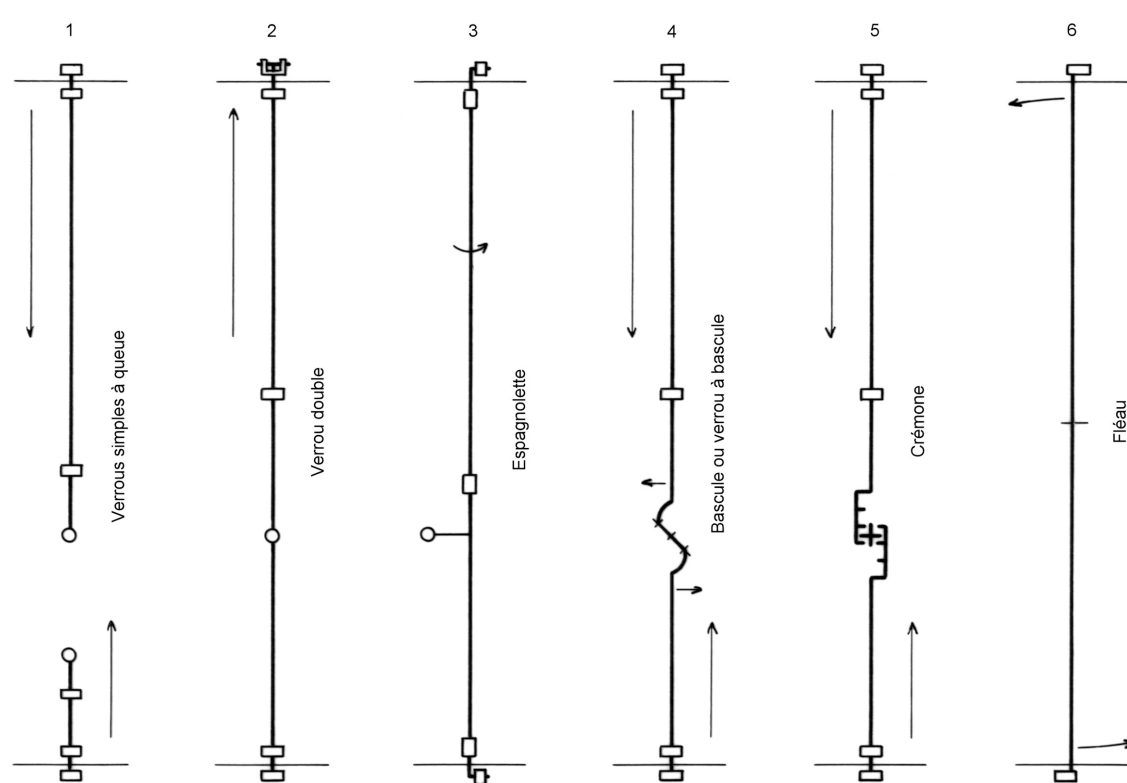 1
2
3
4
5
6
Verrous simples à queue
Verrou double
Espagnolette
Bascule ou verrou à bascule
Crémone
Fléau